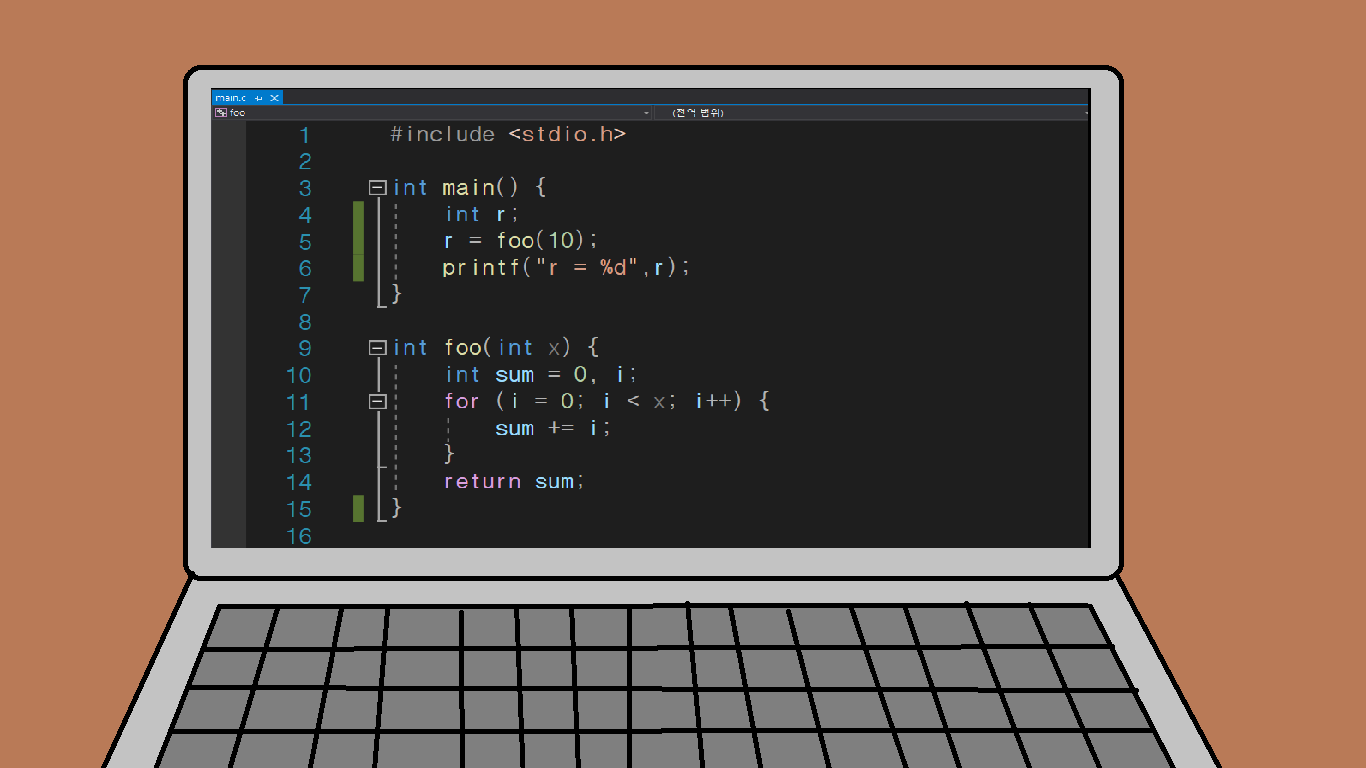 main.c
foo (전역 범위)
1 #include <stdio.h>
2
3 int main() {
4 int r;
5 r = foo(10);
6 printf("r = %d",r);
7 }
8
9 int foo(int x) {
10 int sum = 0, i;
11 for (i = 0; i < x; i++) {
12 sum += i;
13 }
14 return sum;
15 }
16